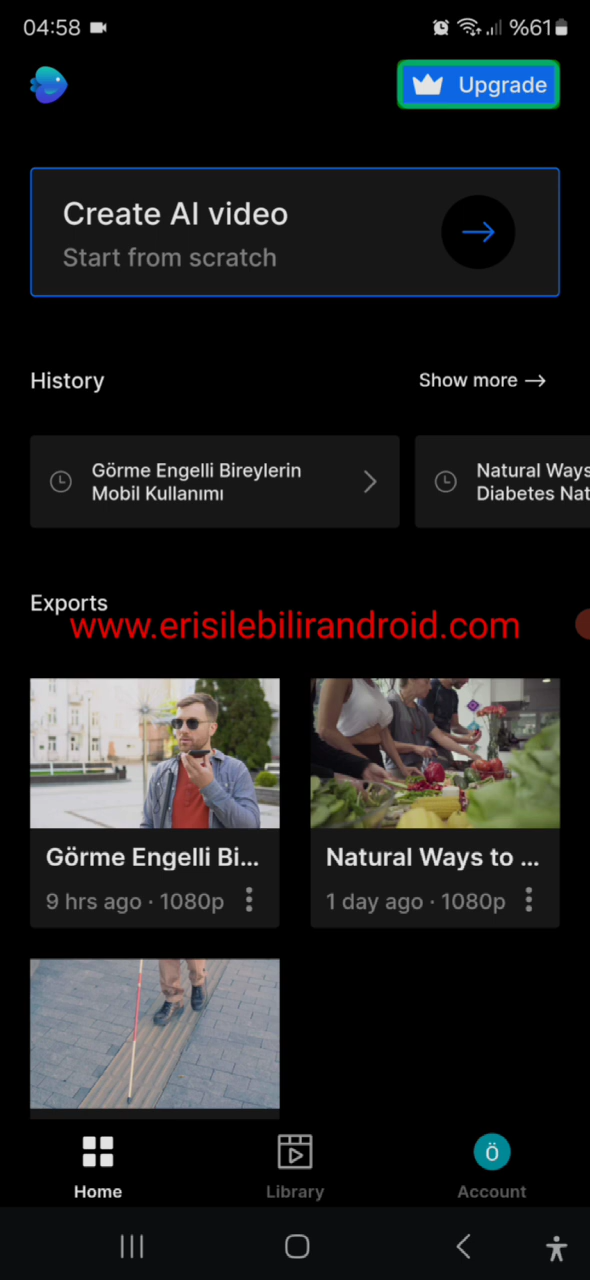 04:58
%61
Upgrade
Create AI video
Start from scratch
History
Show more →
Görme Engelli Bireylerin
Mobil Kullanımı
Natural Ways
Diabetes Nat
Exports
www.erisilebilirandroid.com
Görme Engelli Bi...
9 hrs ago · 1080p
Natural Ways to ...
1 day ago · 1080p
Home
Library
Ö
Account